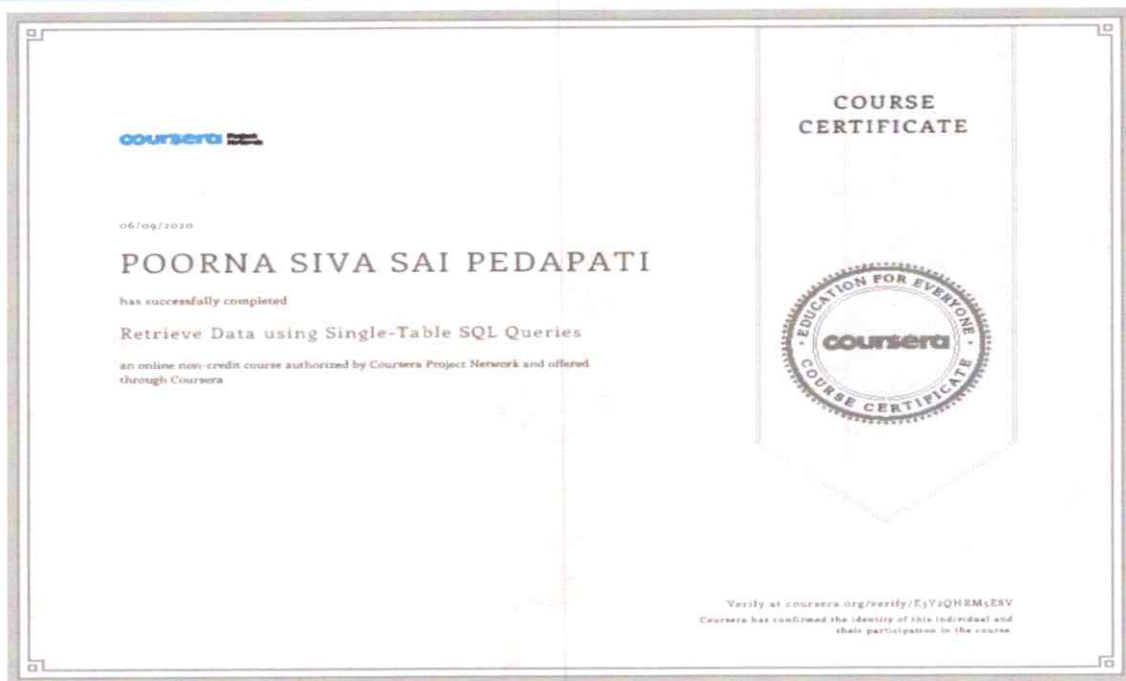 coursera
06/09/2020
POORNA SIVA SAI PEDAPATI
has successfully completed
Retrieve Data using Single-Table SQL Queries
an online non-credit course authorized by Coursera Project Network and offered
through Coursera
COURSE
CERTIFICATE
EDUCATION FOR EVERYONE
coursera
COURSE CERTIFICATE
Verify at coursera.org/verify/E5Y2QHRM5E8V
Coursera has confirmed the identity of this individual and
their participation in the course